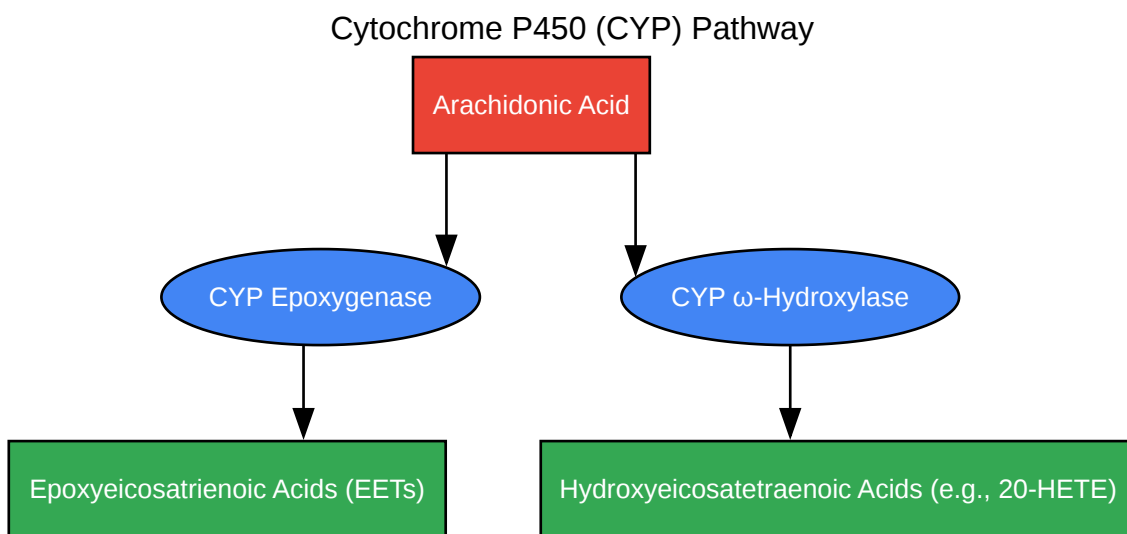 Cytochrome P450 (CYP) Pathway
Arachidonic Acid
CYP Epoxygenase
CYP ω-Hydroxylase
Epoxyeicosatrienoic Acids (EETs)
Hydroxyeicosatetraenoic Acids (e.g., 20-HETE)